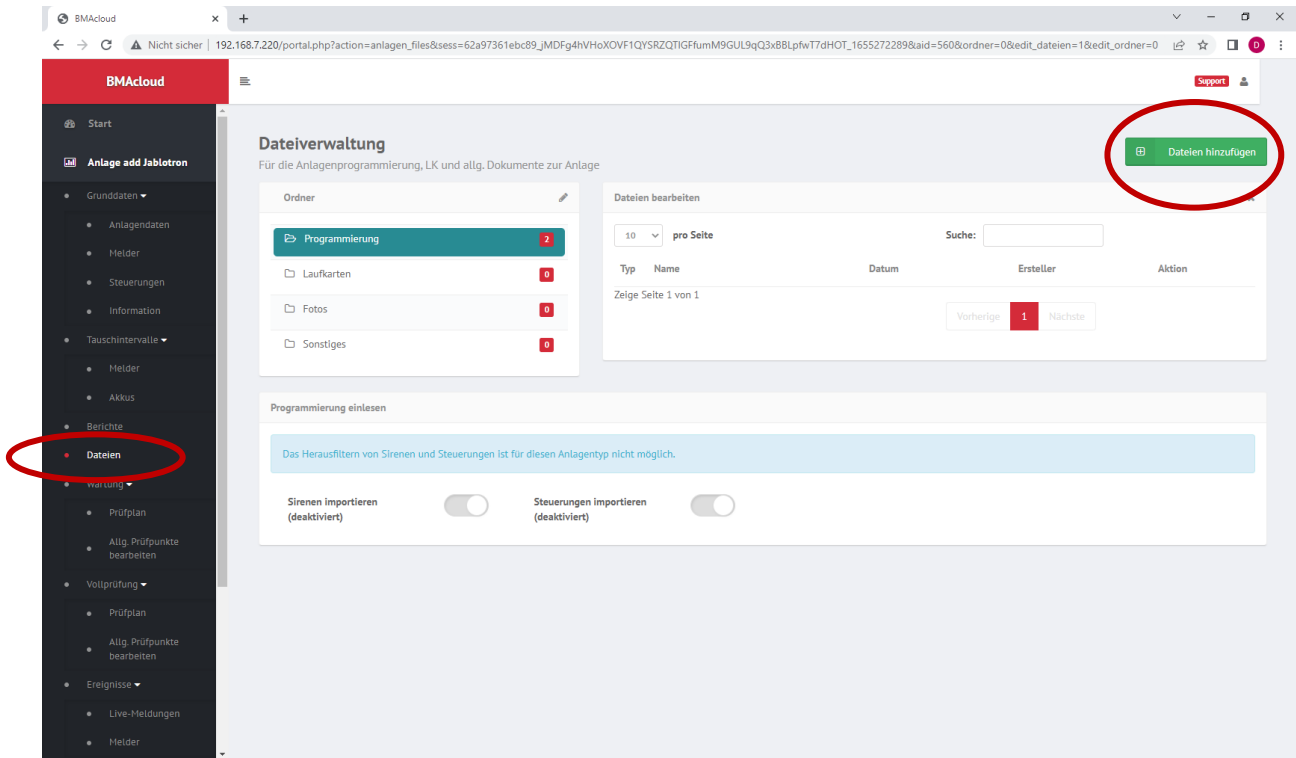 BMAcloud
Nicht sicher | 192.168.7.220/portal.php?action=anlagen_files&sess=62a97361ebc89_jMDFg4hVHoXOVF1QYSRZQTlGFfumM9GUL9qQ3xBBLpfwT7dHOT_1655272289&aid=560&ordner=0&edit_dateien=1&edit_ordner=0
D
BMAcloud
Support
Start
Anlage add Jablotron
Grunddaten
Anlagendaten
Melder
Steuerungen
Information
Tauschintervalle
Melder
Akkus
Berichte
Dateien
Wartung
Prüfplan
Allg. Prüfpunkte
bearbeiten
Vollprüfung
Prüfplan
Allg. Prüfpunkte
bearbeiten
Ereignisse
Live-Meldungen
Melder
Dateiverwaltung
Für die Anlagenprogrammierung, LK und allg. Dokumente zur Anlage
Dateien hinzufügen
Ordner
Programmierung 2
Laufkarten 0
Fotos 0
Sonstiges 0
Dateien bearbeiten
10 pro Seite Suche:
Typ Name Datum Ersteller Aktion
Zeige Seite 1 von 1
Vorherige 1 Nächste
Programmierung einlesen
Das Herausfiltern von Sirenen und Steuerungen ist für diesen Anlagentyp nicht möglich.
Sirenen importieren
(deaktiviert)
Steuerungen importieren
(deaktiviert)